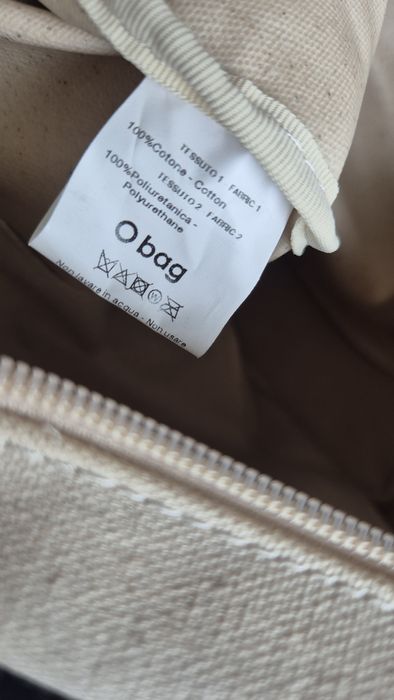 TESSUTO 1 FABRIC 1
100%Cotone - Cotton
TESSUTO 2 FABRIC 2
100%Poliuretanica -
Polyurethane
O bag
W
Non lavare in acqua - Non usare